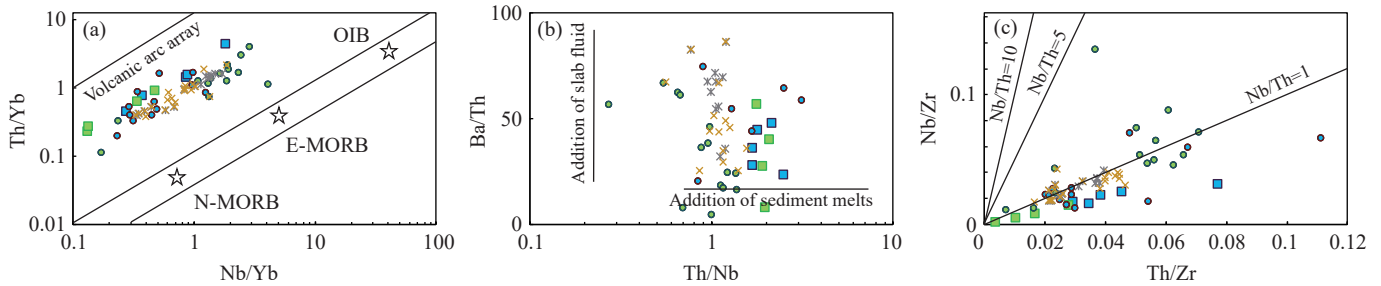 (a)
Volcanic arc array
OIB
E-MORB
N-MORB
Th/Yb
10
1
0.1
0.01
0.1
1
10
100
Nb/Yb
(b)
Addition of slab fluid
Addition of sediment melts
Ba/Th
100
50
0
0.1
1
10
Th/Nb
(c)
Nb/Th=10
Nb/Th=5
Nb/Th=1
Nb/Zr
0.1
0
0.02
0.04
0.06
0.08
0.1
0.12
Th/Zr